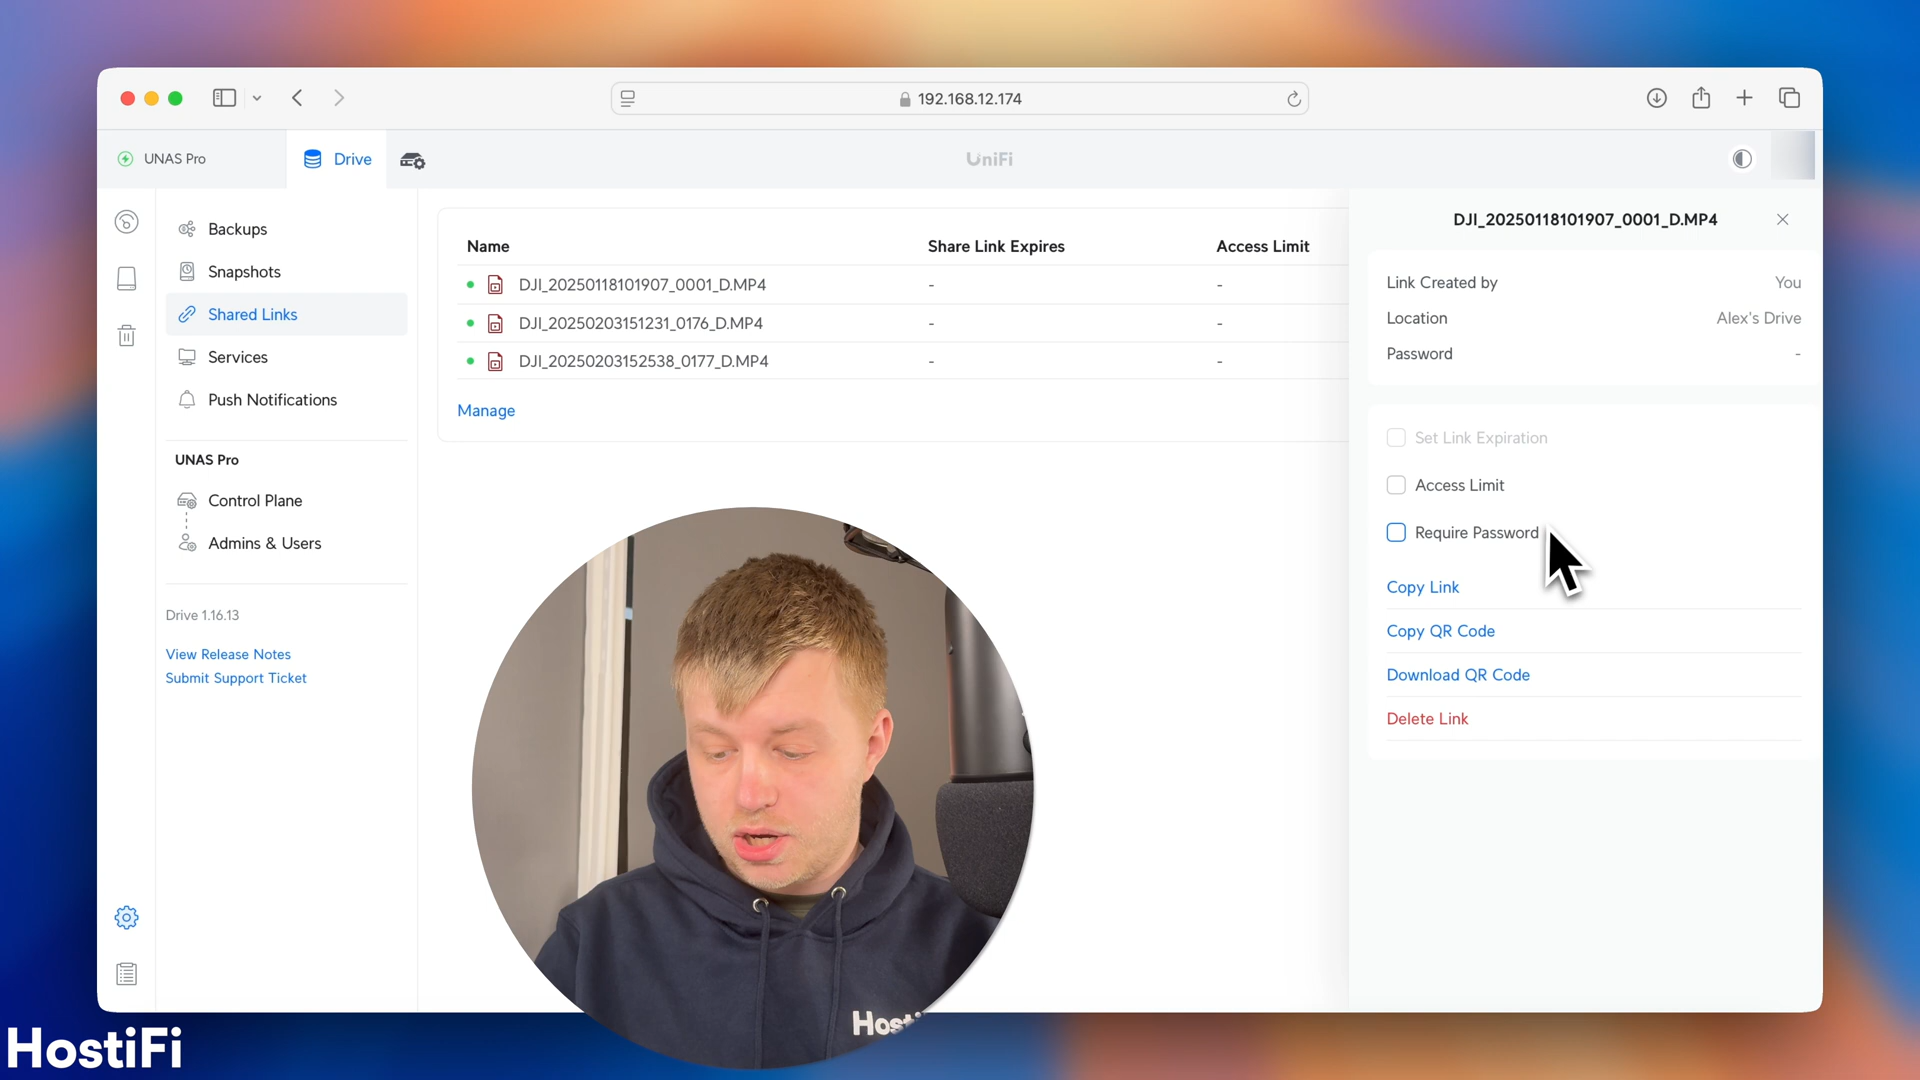 192.168.12.174
UNAS Pro
Drive
UniFi
Backups
Snapshots
Shared Links
Services
Push Notifications
UNAS Pro
Control Plane
Admins & Users
Drive 1.16.13
View Release Notes
Submit Support Ticket
Name Share Link Expires Access Limit
DJI_20250118101907_0001_D.MP4 - -
DJI_20250203151231_0176_D.MP4 - -
DJI_20250203152538_0177_D.MP4 - -
Manage
DJI_20250118101907_0001_D.MP4
Link Created by You
Location Alex's Drive
Password -
Set Link Expiration
Access Limit
Require Password
Copy Link
Copy QR Code
Download QR Code
Delete Link
HostiFi